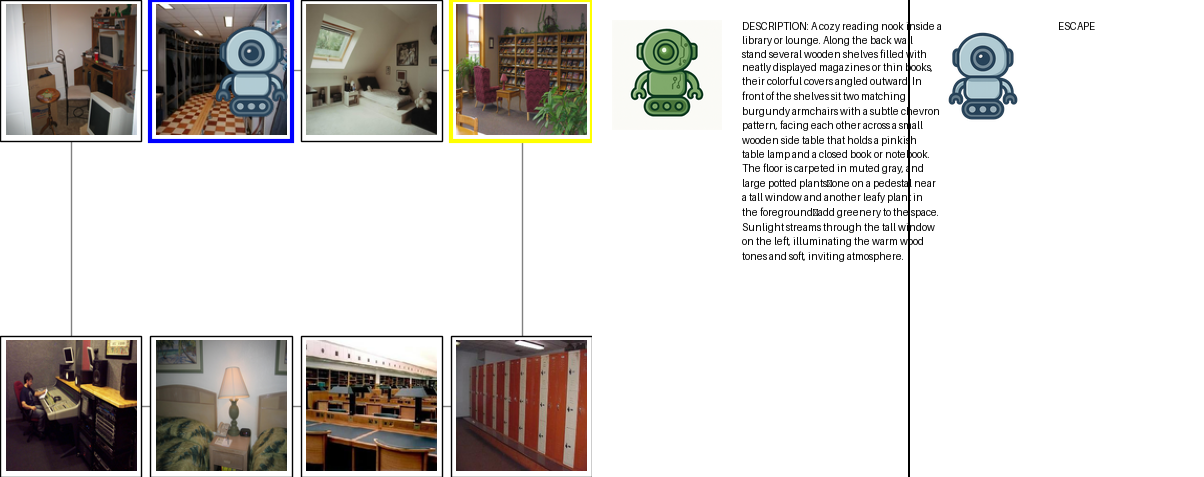 DESCRIPTION: A cozy reading nook inside a
library or lounge. Along the back wall
stand several wooden shelves filled with
neatly displayed magazines or thin books,
their colorful covers angled outward. In
front of the shelves sit two matching
burgundy armchairs with a subtle chevron
pattern, facing each other across a small
wooden side table that holds a pinkish
table lamp and a closed book or notebook.
The floor is carpeted in muted gray, and
large potted plants▯one on a pedestal near
a tall window and another leafy plant in
the foreground▯add greenery to the space.
Sunlight streams through the tall window
on the left, illuminating the warm wood
tones and soft, inviting atmosphere.
ESCAPE